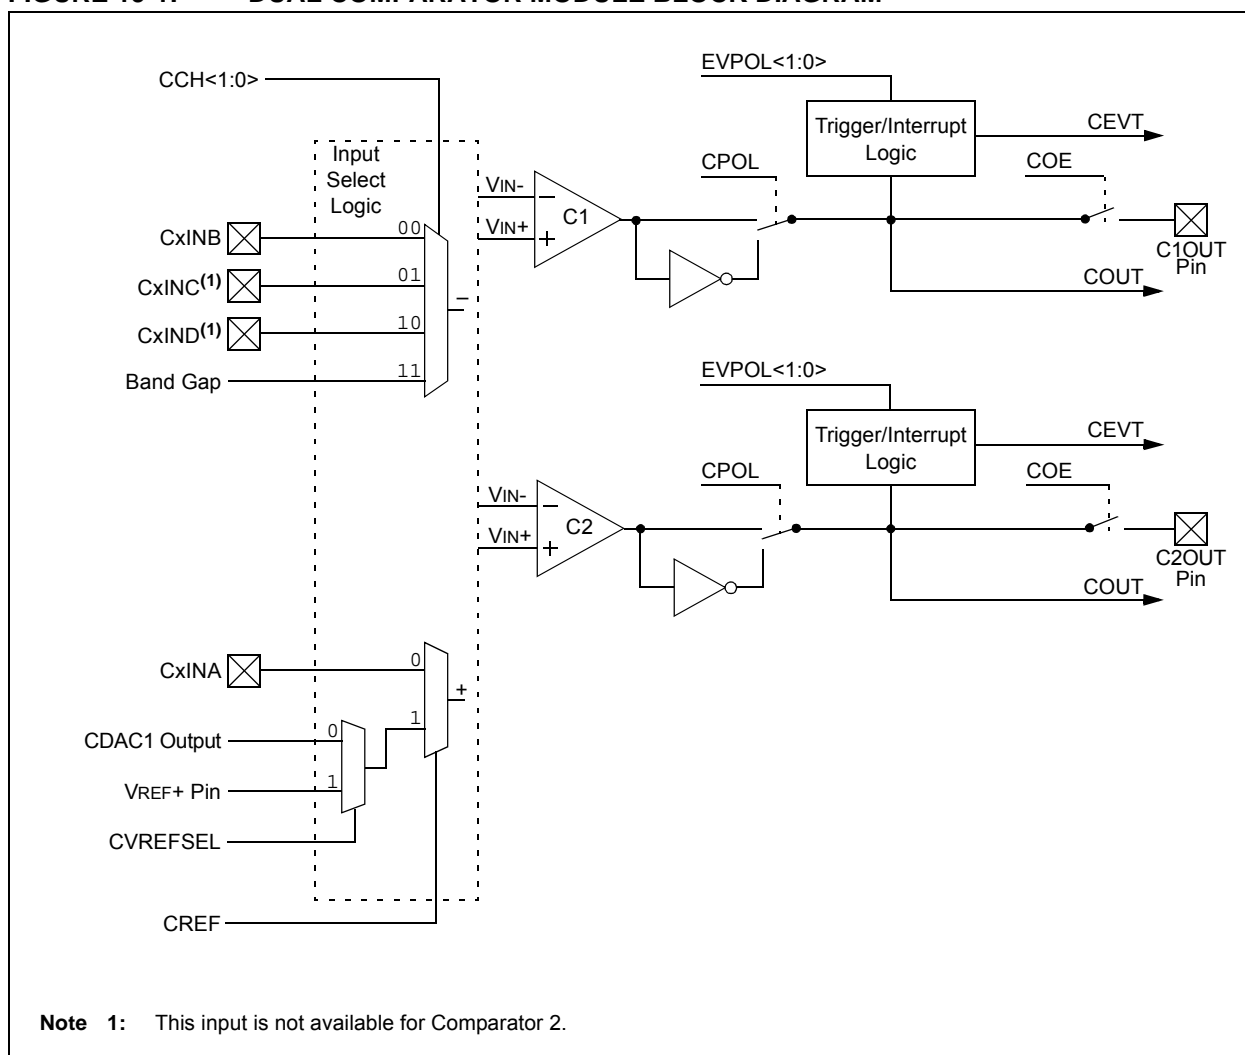 CCH<1:0>
Input
Select
Logic
CxINB
00
CxINC(1)
01
CxIND(1)
10
Band Gap
11
–
VIN-
VIN+
–
+
C1
CPOL
EVPOL<1:0>
Trigger/Interrupt
Logic
CEVT
COE
C1OUT
Pin
COUT
VIN-
VIN+
–
+
C2
CPOL
EVPOL<1:0>
Trigger/Interrupt
Logic
CEVT
COE
C2OUT
Pin
COUT
CxINA
0
1
+
CDAC1 Output
0
VREF+ Pin
1
CVREFSEL
CREF
Note 1: This input is not available for Comparator 2.